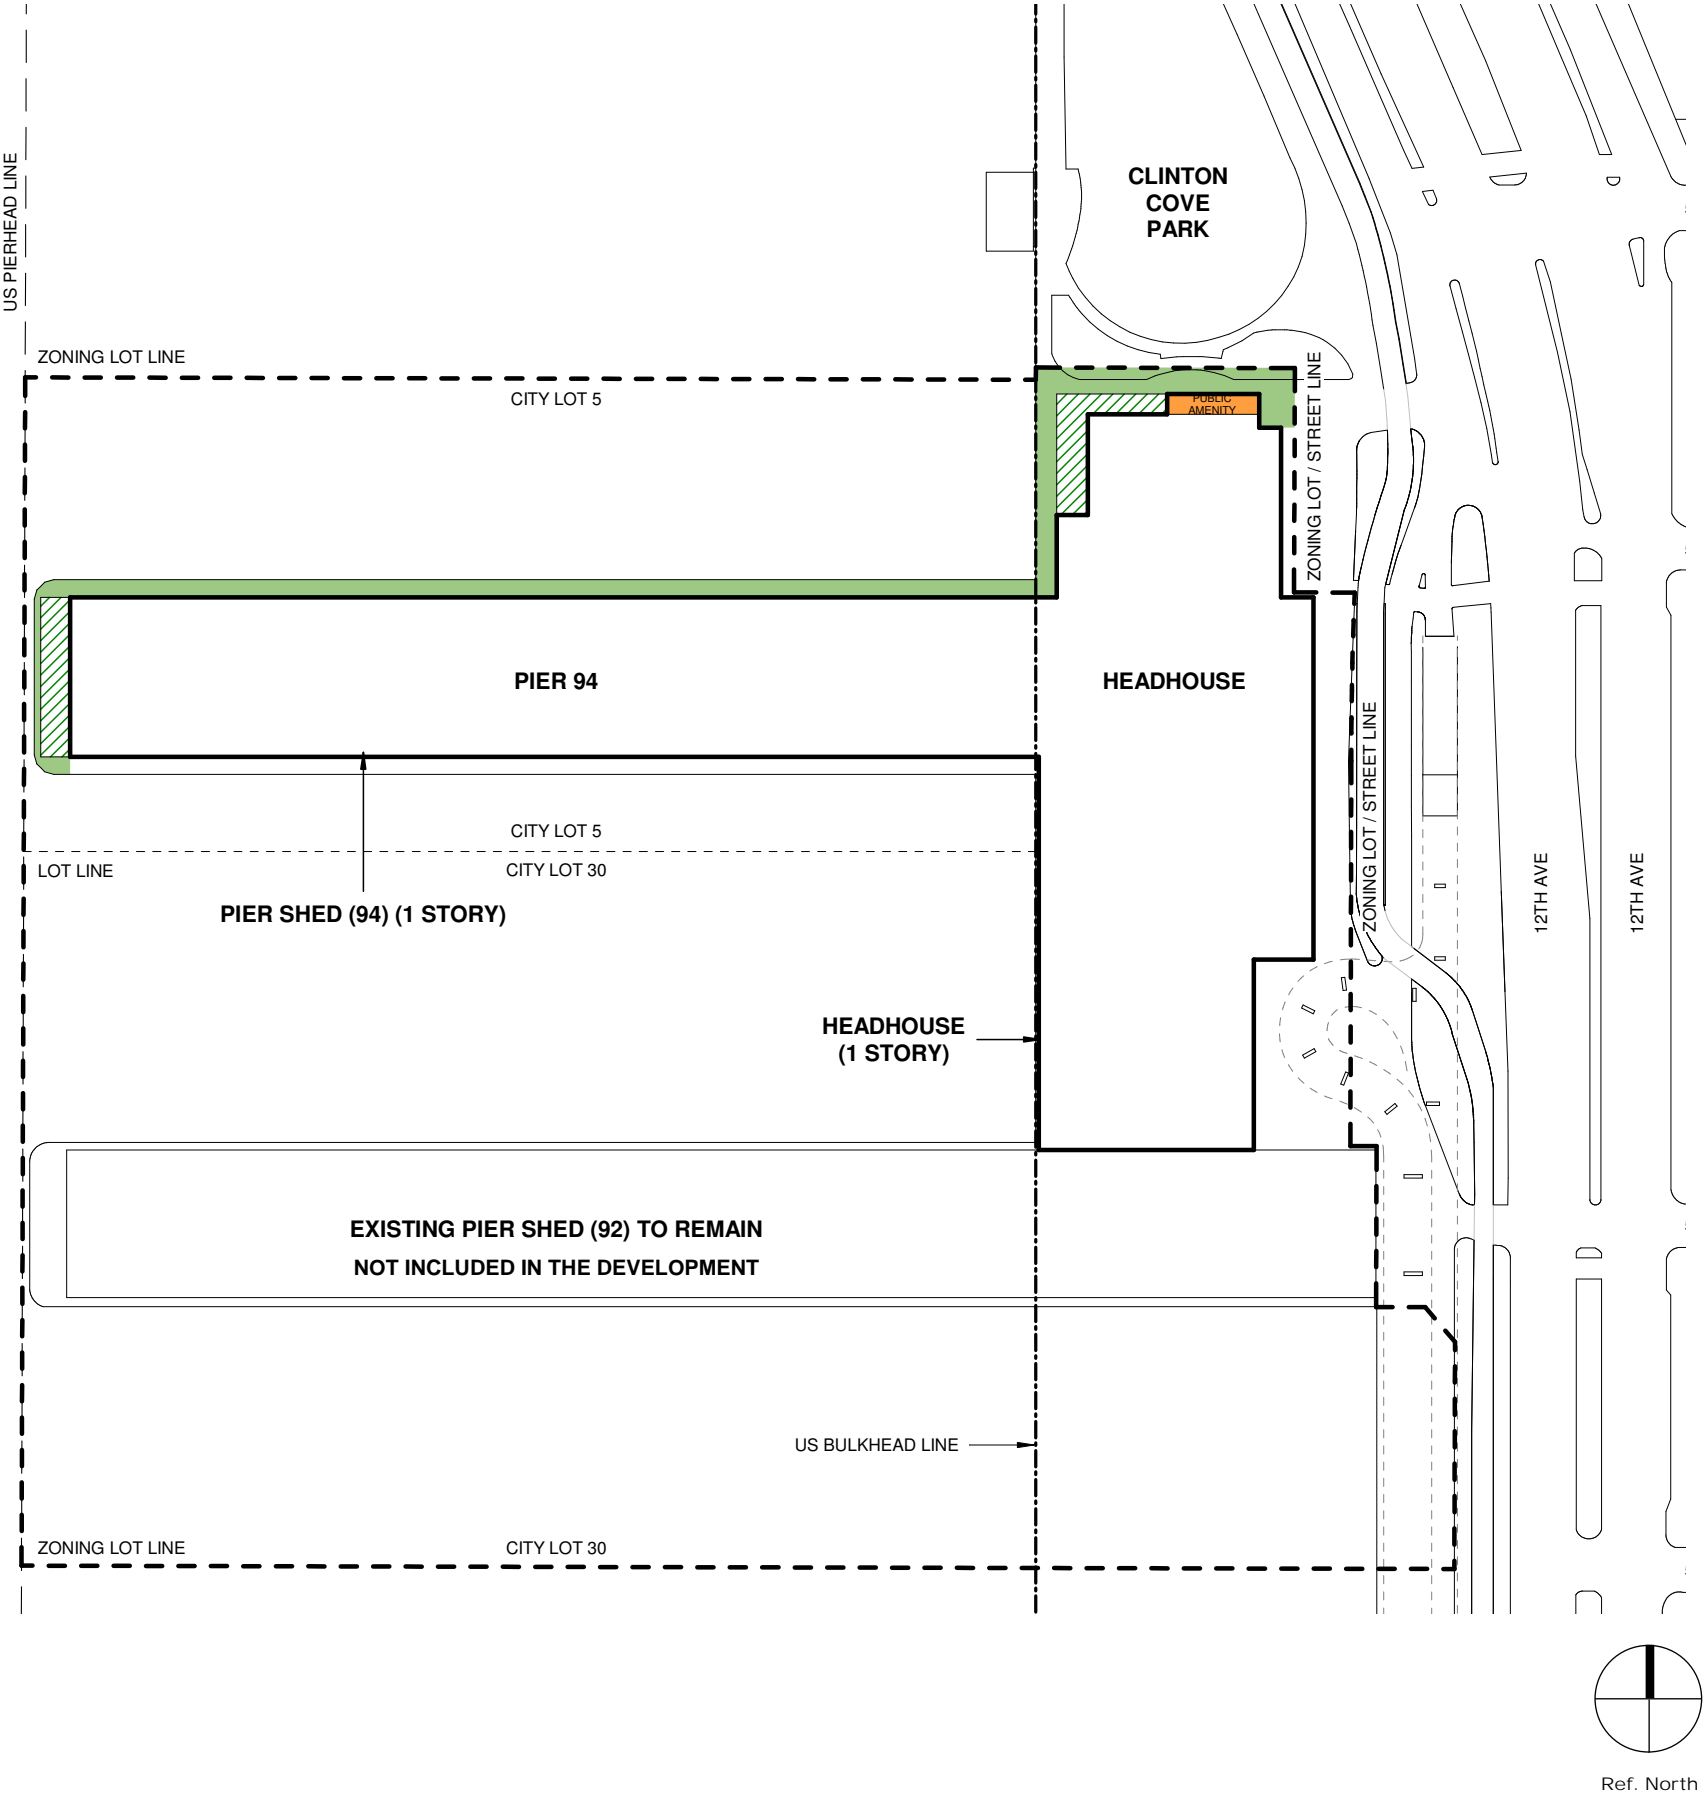 CLINTON
COVE
PARK
US PIERHEAD LINE
ZONING LOT LINE
CITY LOT 5
PUBLIC
AMENITY
ZONING LOT / STREET LINE
PIER 94
HEADHOUSE
ZONING LOT / STREET LINE
CITY LOT 5
LOT LINE
CITY LOT 30
12TH AVE
12TH AVE
PIER SHED (94) (1 STORY)
HEADHOUSE
(1 STORY)
EXISTING PIER SHED (92) TO REMAIN
NOT INCLUDED IN THE DEVELOPMENT
US BULKHEAD LINE
ZONING LOT LINE
CITY LOT 30
Ref. North